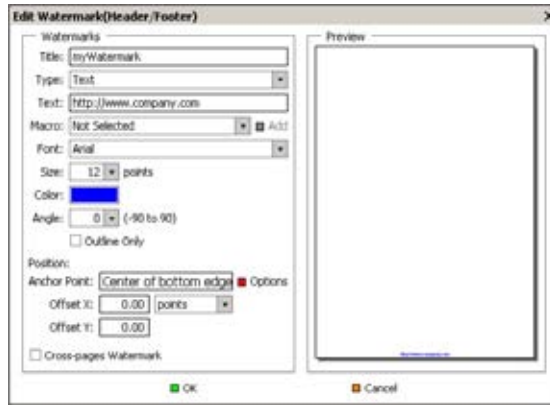 Edit Watermark(Header/Footer)
Watermarks
Title: myWatermark
Type: Text
Text: http://www.company.com
Macro: Not Selected Add
Font: Arial
Size: 12 points
Color:
Angle: 0 (-90 to 90)
Outline Only
Position:
Anchor Point: Center of bottom edge Options
Offset X: 0.00 points
Offset Y: 0.00
Cross-pages Watermark
Preview
OK Cancel